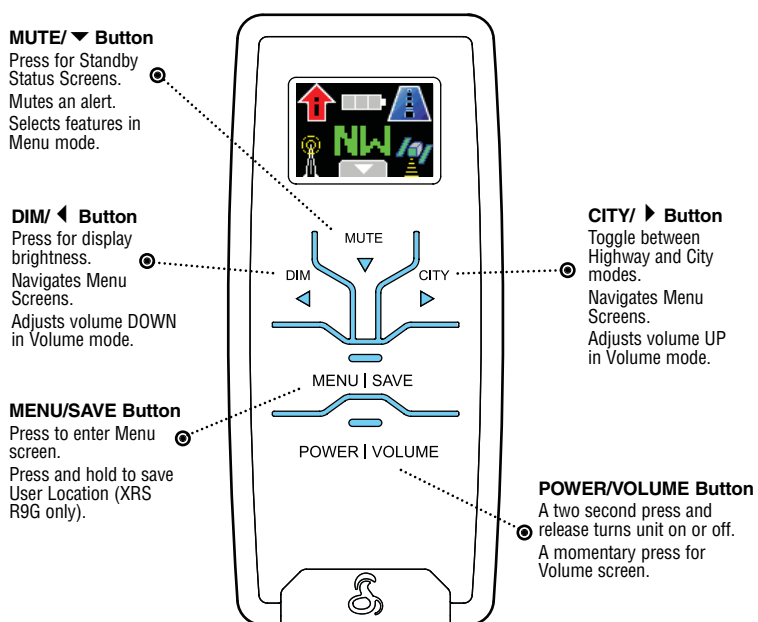 MUTE/ ▼ Button
Press for Standby
Status Screens.
Mutes an alert.
Selects features in
Menu mode.
DIM/ ◀ Button
Press for display
brightness.
Navigates Menu
Screens.
Adjusts volume DOWN
in Volume mode.
MENU/SAVE Button
Press to enter Menu
screen.
Press and hold to save
User Location (XRS
R9G only).
i
NW
MUTE
DIM
CITY
MENU | SAVE
POWER | VOLUME
CITY/ ▶ Button
Toggle between
Highway and City
modes.
Navigates Menu
Screens.
Adjusts volume UP
in Volume mode.
POWER/VOLUME Button
A two second press and
release turns unit on or off.
A momentary press for
Volume screen.